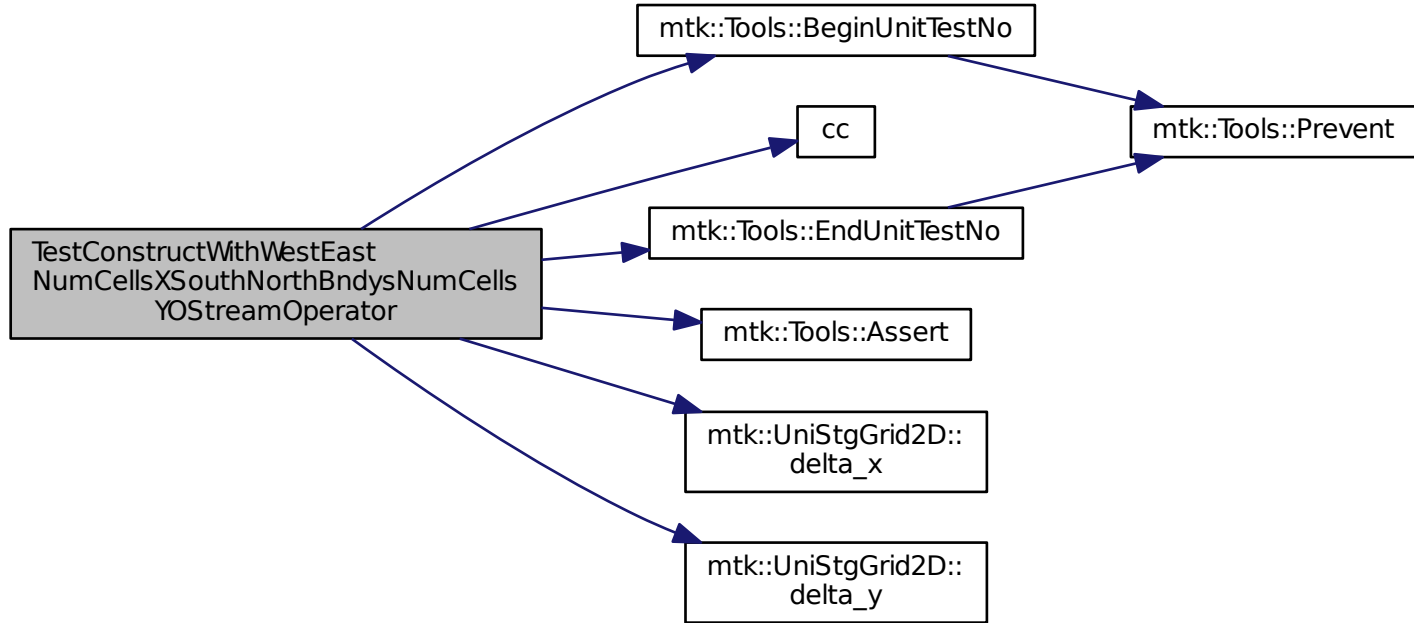 mtk::Tools::BeginUnitTestNo
cc
mtk::Tools::Prevent
mtk::Tools::EndUnitTestNo
TestConstructWithWestEast
NumCellsXSouthNorthBndysNumCells
YOStreamOperator
mtk::Tools::Assert
mtk::UniStgGrid2D::
delta_x
mtk::UniStgGrid2D::
delta_y